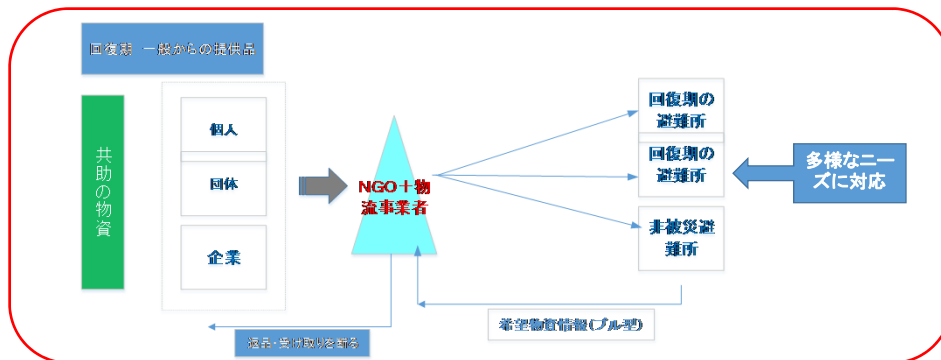 回復期 一般からの提供品
共助の物資
個人
団体
企業
NGO＋物
流事業者
回復期の
避難所
回復期の
避難所
非被災避
難所
多様なニー
ズに対応
希望物資情報(プル型)
返品・受け取りを断る